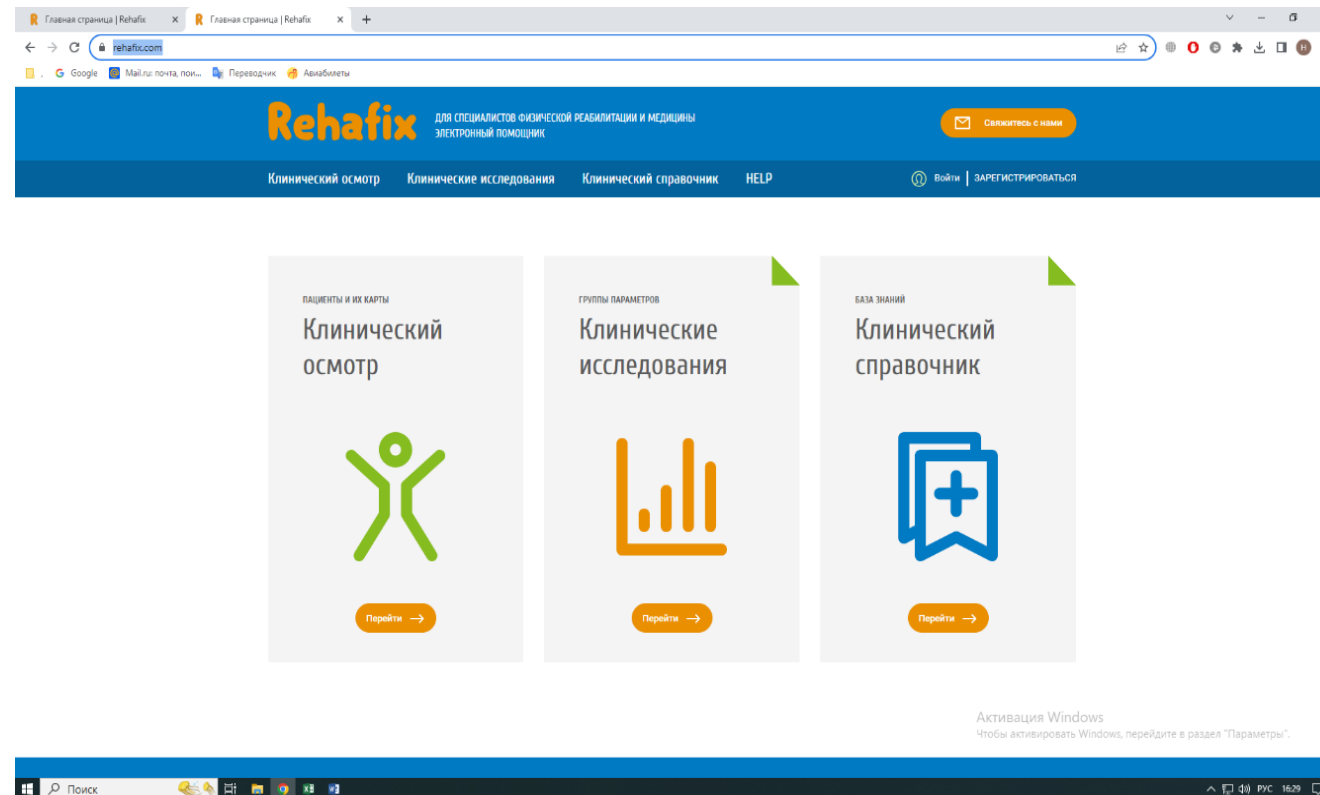 Главная страница | Rehafix
Главная страница | Rehafix
rehafix.com
Google
Mail.ru: почта, пои...
Переводчик
Авиабилеты
Rehafix
ДЛЯ СПЕЦИАЛИСТОВ ФИЗИЧЕСКОЙ РЕАБИЛИТАЦИИ И МЕДИЦИНЫ
ЭЛЕКТРОННЫЙ ПОМОЩНИК
Свяжитесь с нами
Клинический осмотр
Клинические исследования
Клинический справочник
HELP
Войти | ЗАРЕГИСТРИРОВАТЬСЯ
ПАЦИЕНТЫ И ИХ КАРТЫ
Клинический
осмотр
Перейти →
ГРУППЫ ПАРАМЕТРОВ
Клинические
исследования
Перейти →
БАЗА ЗНАНИЙ
Клинический
справочник
Перейти →
Активация Windows
Чтобы активировать Windows, перейдите в раздел "Параметры".
Поиск
РУС
16:29